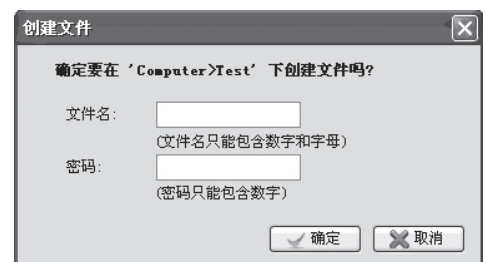 创建文件
确定要在 'Computer>Test' 下创建文件吗?
文件名:
(文件名只能包含数字和字母)
密码:
(密码只能包含数字)
确定 取消